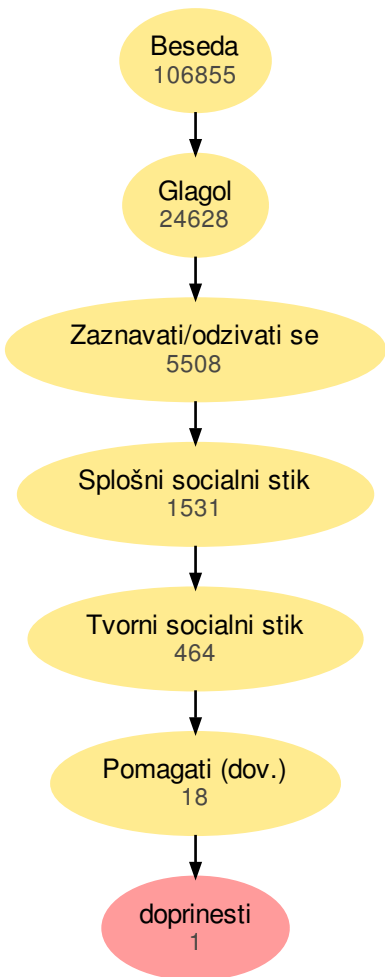 Beseda
106855
Glagol
24628
Zaznavati/odzivati se
5508
Splošni socialni stik
1531
Tvorni socialni stik
464
Pomagati (dov.)
18
doprinesti
1